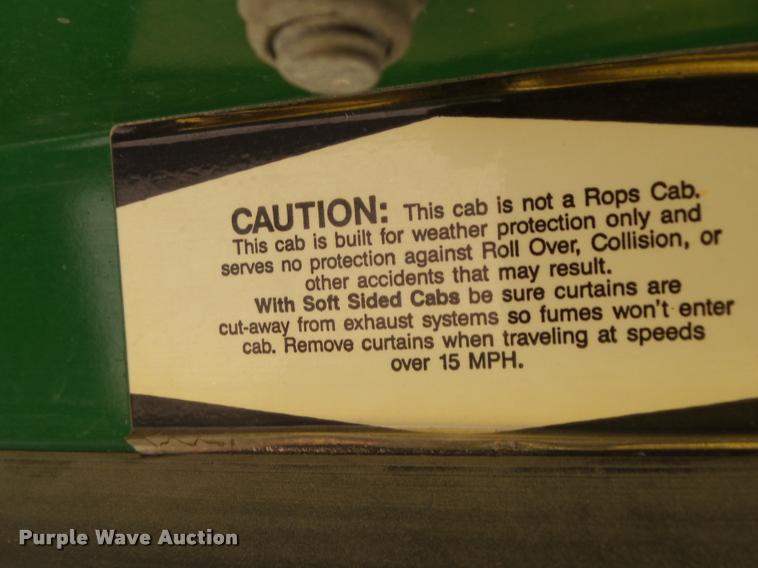 CAUTION: This cab is not a Rops Cab.
This cab is built for weather protection only and
serves no protection against Roll Over, Collision, or
other accidents that may result.
With Soft Sided Cabs be sure curtains are
cut-away from exhaust systems so fumes won't enter
cab. Remove curtains when traveling at speeds
over 15 MPH.
Purple Wave Auction